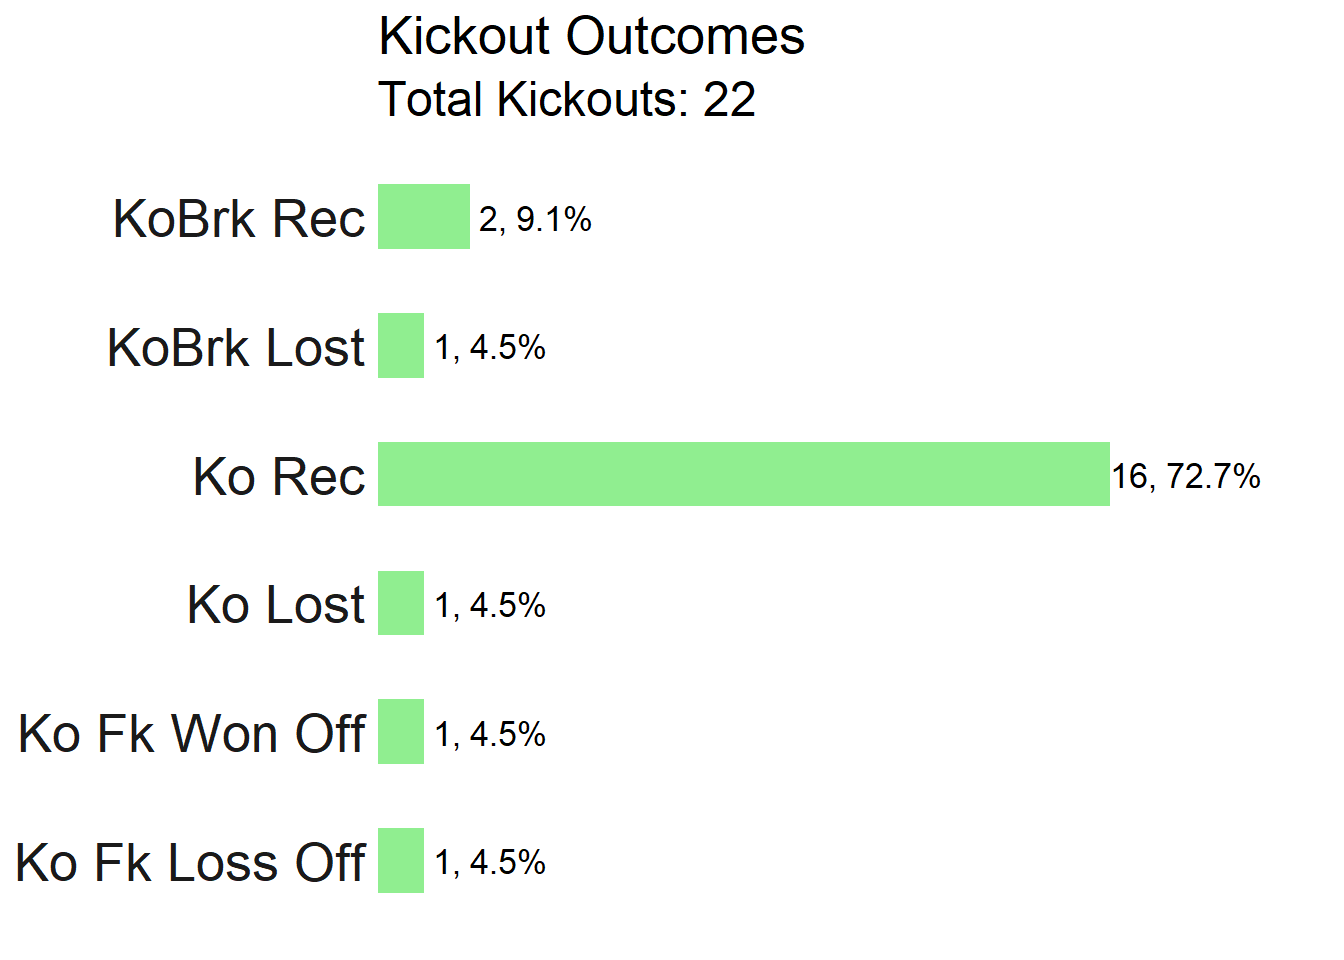 Kickout Outcomes
Total Kickouts: 22
KoBrk Rec 2, 9.1%
KoBrk Lost 1, 4.5%
Ko Rec 16, 72.7%
Ko Lost 1, 4.5%
Ko Fk Won Off 1, 4.5%
Ko Fk Loss Off 1, 4.5%